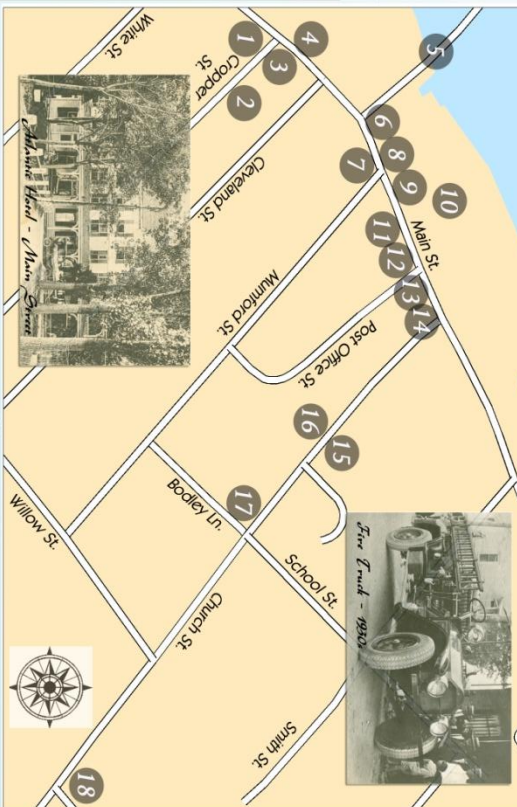 White St.
Cropper
St.
Cleveland St.
Mumford St.
Post Office St.
Main St.
Bodley Ln.
School St.
Church St.
Willow St.
Smith St.
1
2
3
4
5
6
7
8
9
10
11
12
13
14
15
16
17
18
Atlantic Hotel - Main Street
Fire Truck - 1930s